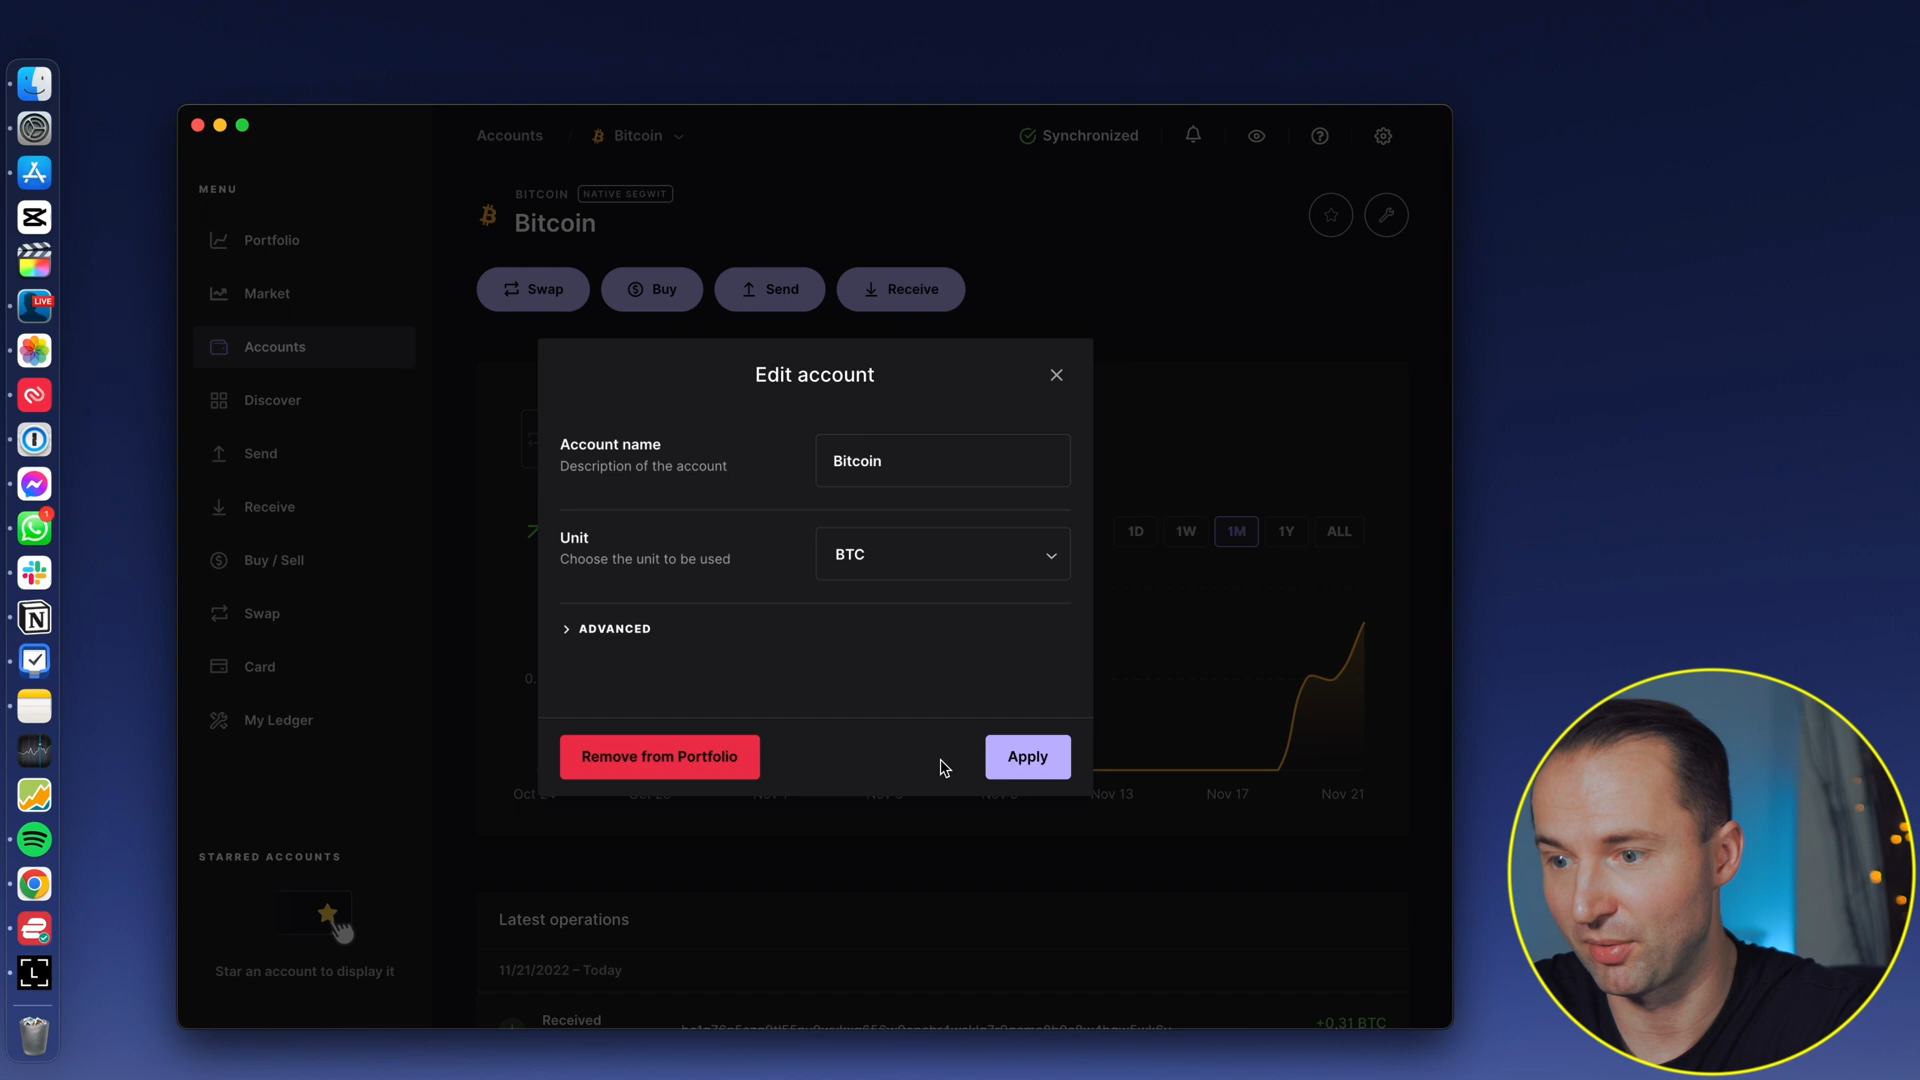 LIVE
1
MENU
Portfolio
Market
Accounts
Discover
Send
Receive
Buy / Sell
Swap
Card
My Ledger
STARRED ACCOUNTS
Star an account to display it
Accounts / Bitcoin
Synchronized
BITCOIN NATIVE SEGWIT
Bitcoin
Swap
Buy
Send
Receive
Edit account
Account name
Description of the account
Bitcoin
Unit
Choose the unit to be used
BTC
ADVANCED
Remove from Portfolio
Apply
1D 1W 1M 1Y ALL
0.
Nov 13 Nov 17 Nov 21
Latest operations
11/21/2022 – Today
Received
+0.31 BTC